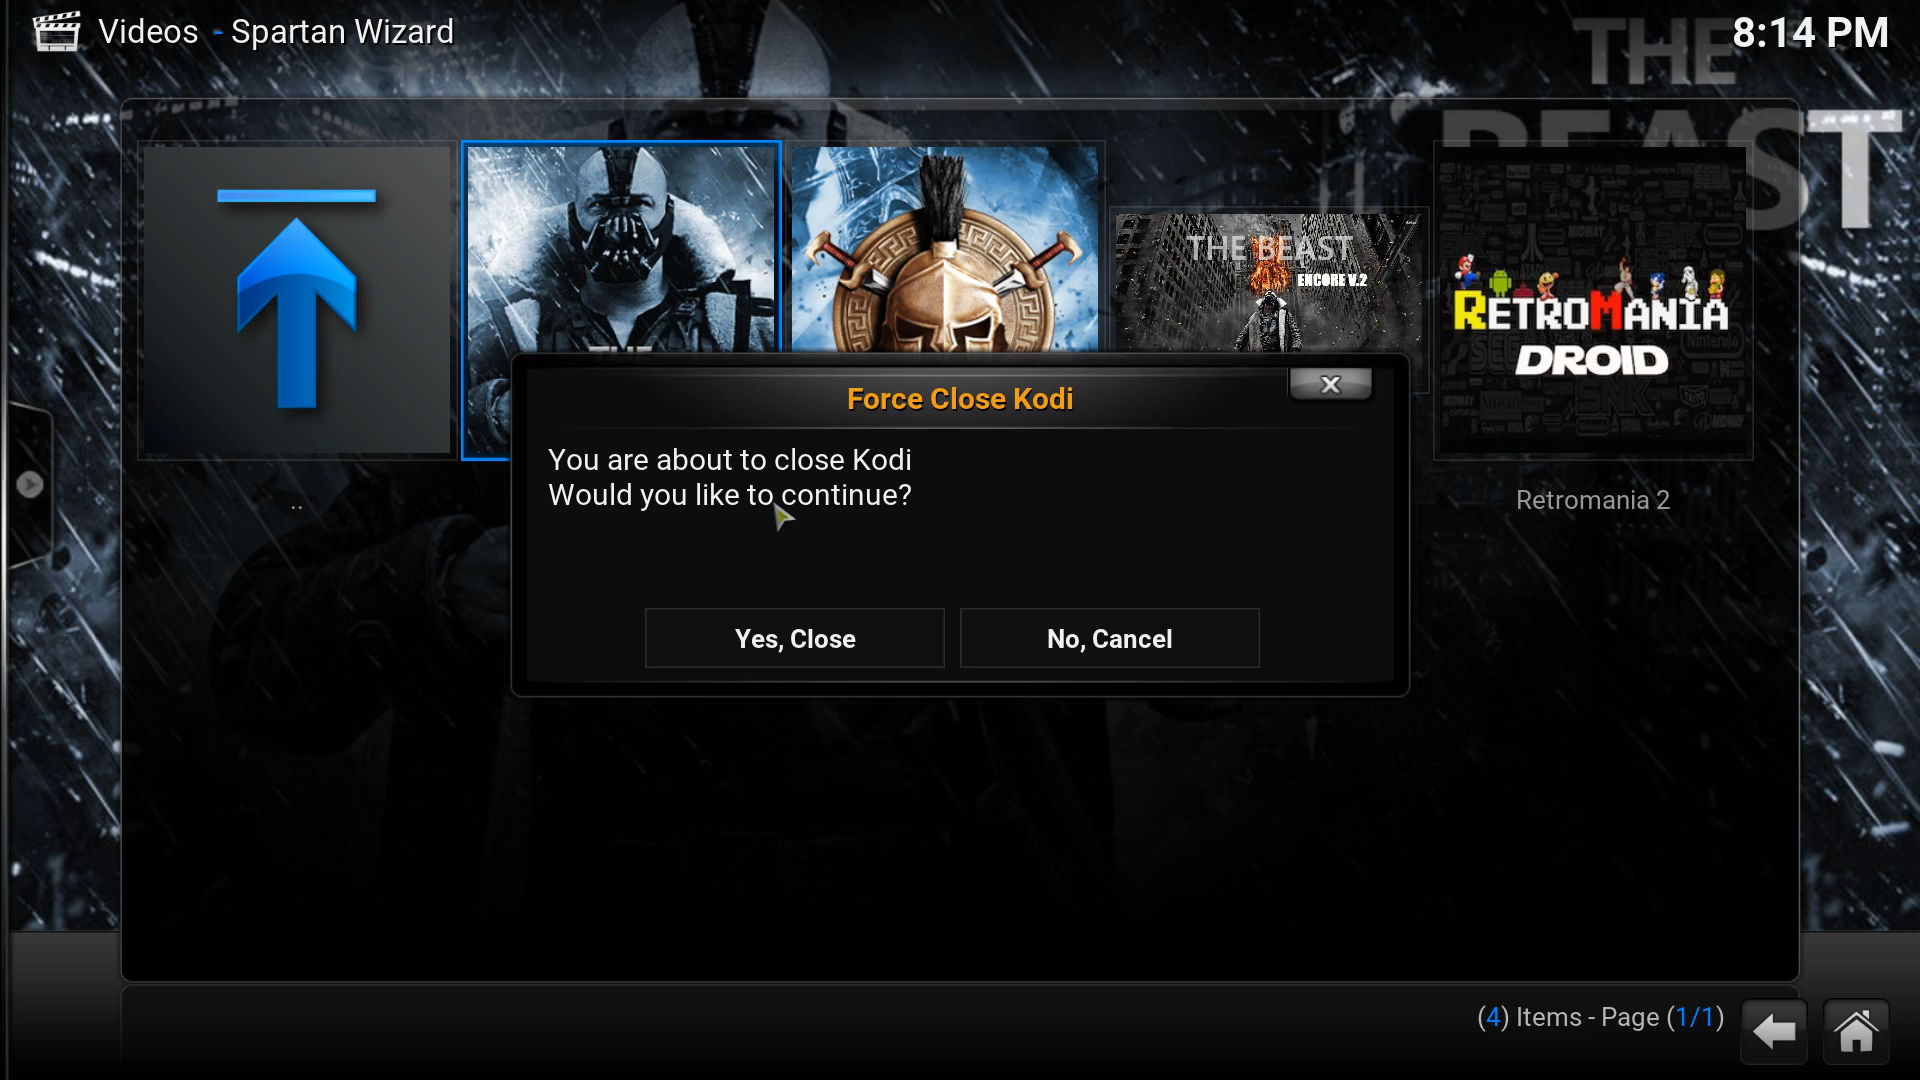 Videos - Spartan Wizard
8:14 PM
THE
BEAST
THE BEAST
ENCORE V.2
RETROMANIA
DROID
Force Close Kodi
You are about to close Kodi
Would you like to continue?
..
Retromania 2
Yes, Close
No, Cancel
(4) Items - Page (1/1)